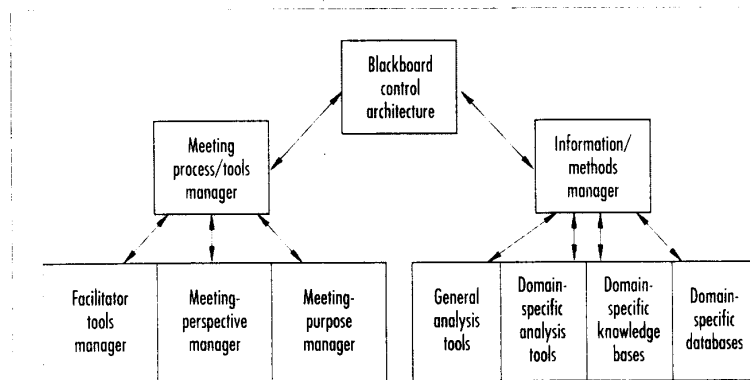 Blackboard
control
architecture
Meeting
process/tools
manager
Information/
methods
manager
Facilitator
tools
manager
Meeting-
perspective
manager
Meeting-
purpose
manager
General
analysis
tools
Domain-
specific
analysis
tools
Domain-
specific
knowledge
bases
Domain-
specific
databases